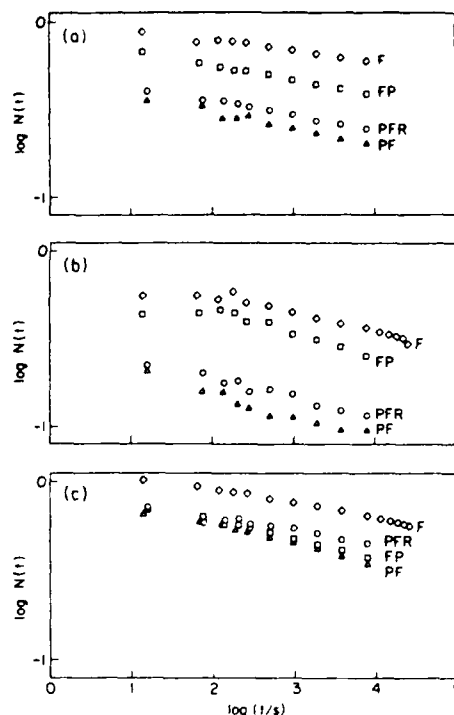 (a)
0
-1
log N(t)
F
FP
PFR
PF
(b)
0
-1
log N(t)
F
FP
PFR
PF
(c)
0
-1
log N(t)
F
PFR
FP
PF
0 1 2 3 4 5
log (t/s)